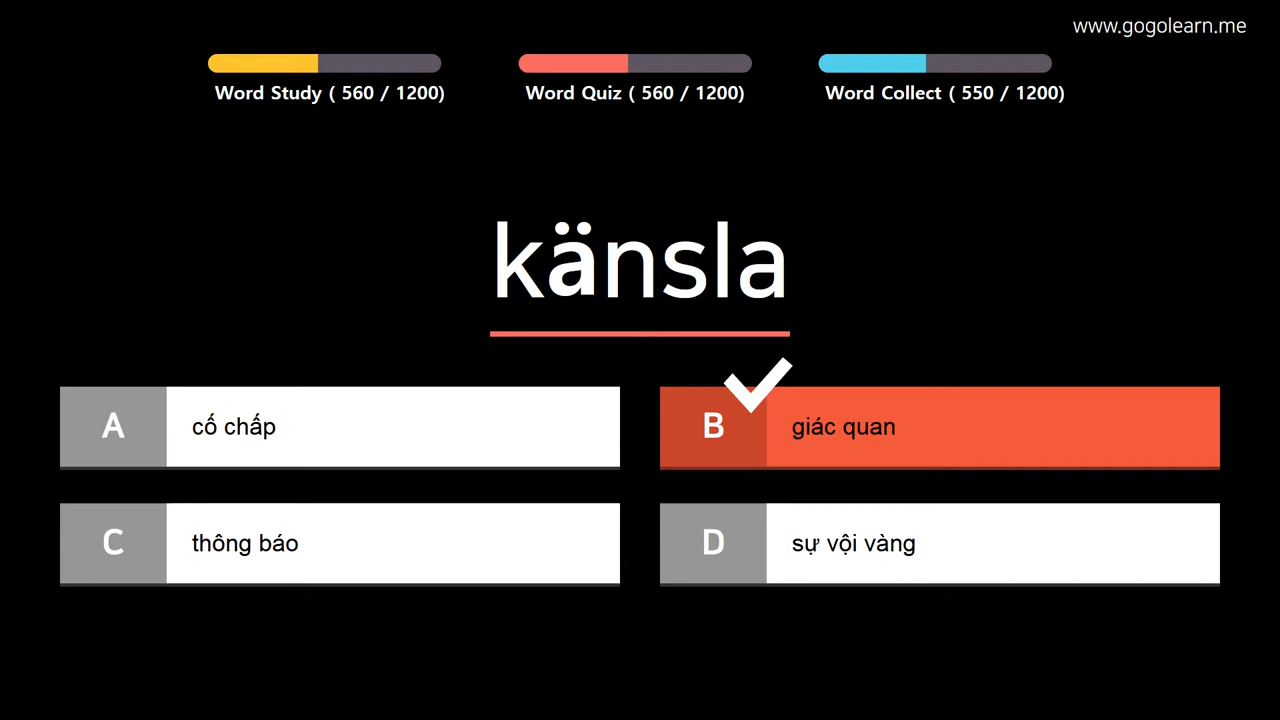 www.gogolearn.me
Word Study ( 560 / 1200)
Word Quiz ( 560 / 1200)
Word Collect ( 550 / 1200)
känsla
A cố chấp
B giác quan
C thông báo
D sự vội vàng